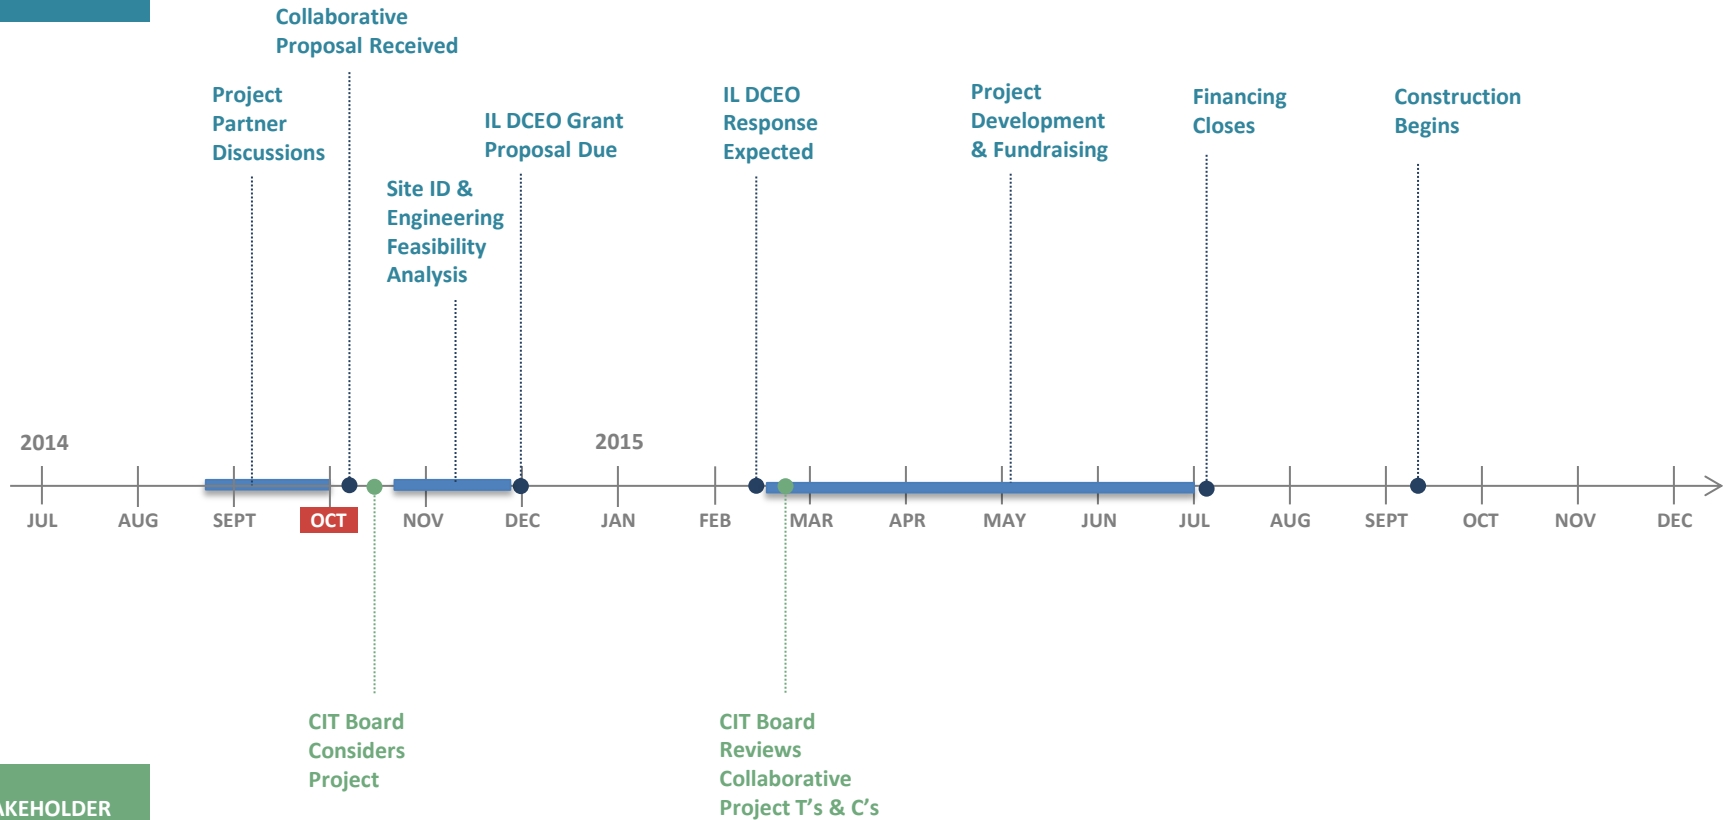 Collaborative
Proposal Received
Project
Partner
Discussions
IL DCEO Grant
Proposal Due
Site ID &
Engineering
Feasibility
Analysis
IL DCEO
Response
Expected
Project
Development
& Fundraising
Financing
Closes
Construction
Begins
2014
2015
JUL
AUG
SEPT
OCT
NOV
DEC
JAN
FEB
MAR
APR
MAY
JUN
JUL
AUG
SEPT
OCT
NOV
DEC
CIT Board
Considers
Project
CIT Board
Reviews
Collaborative
Project T’s & C’s
AKEHOLDER